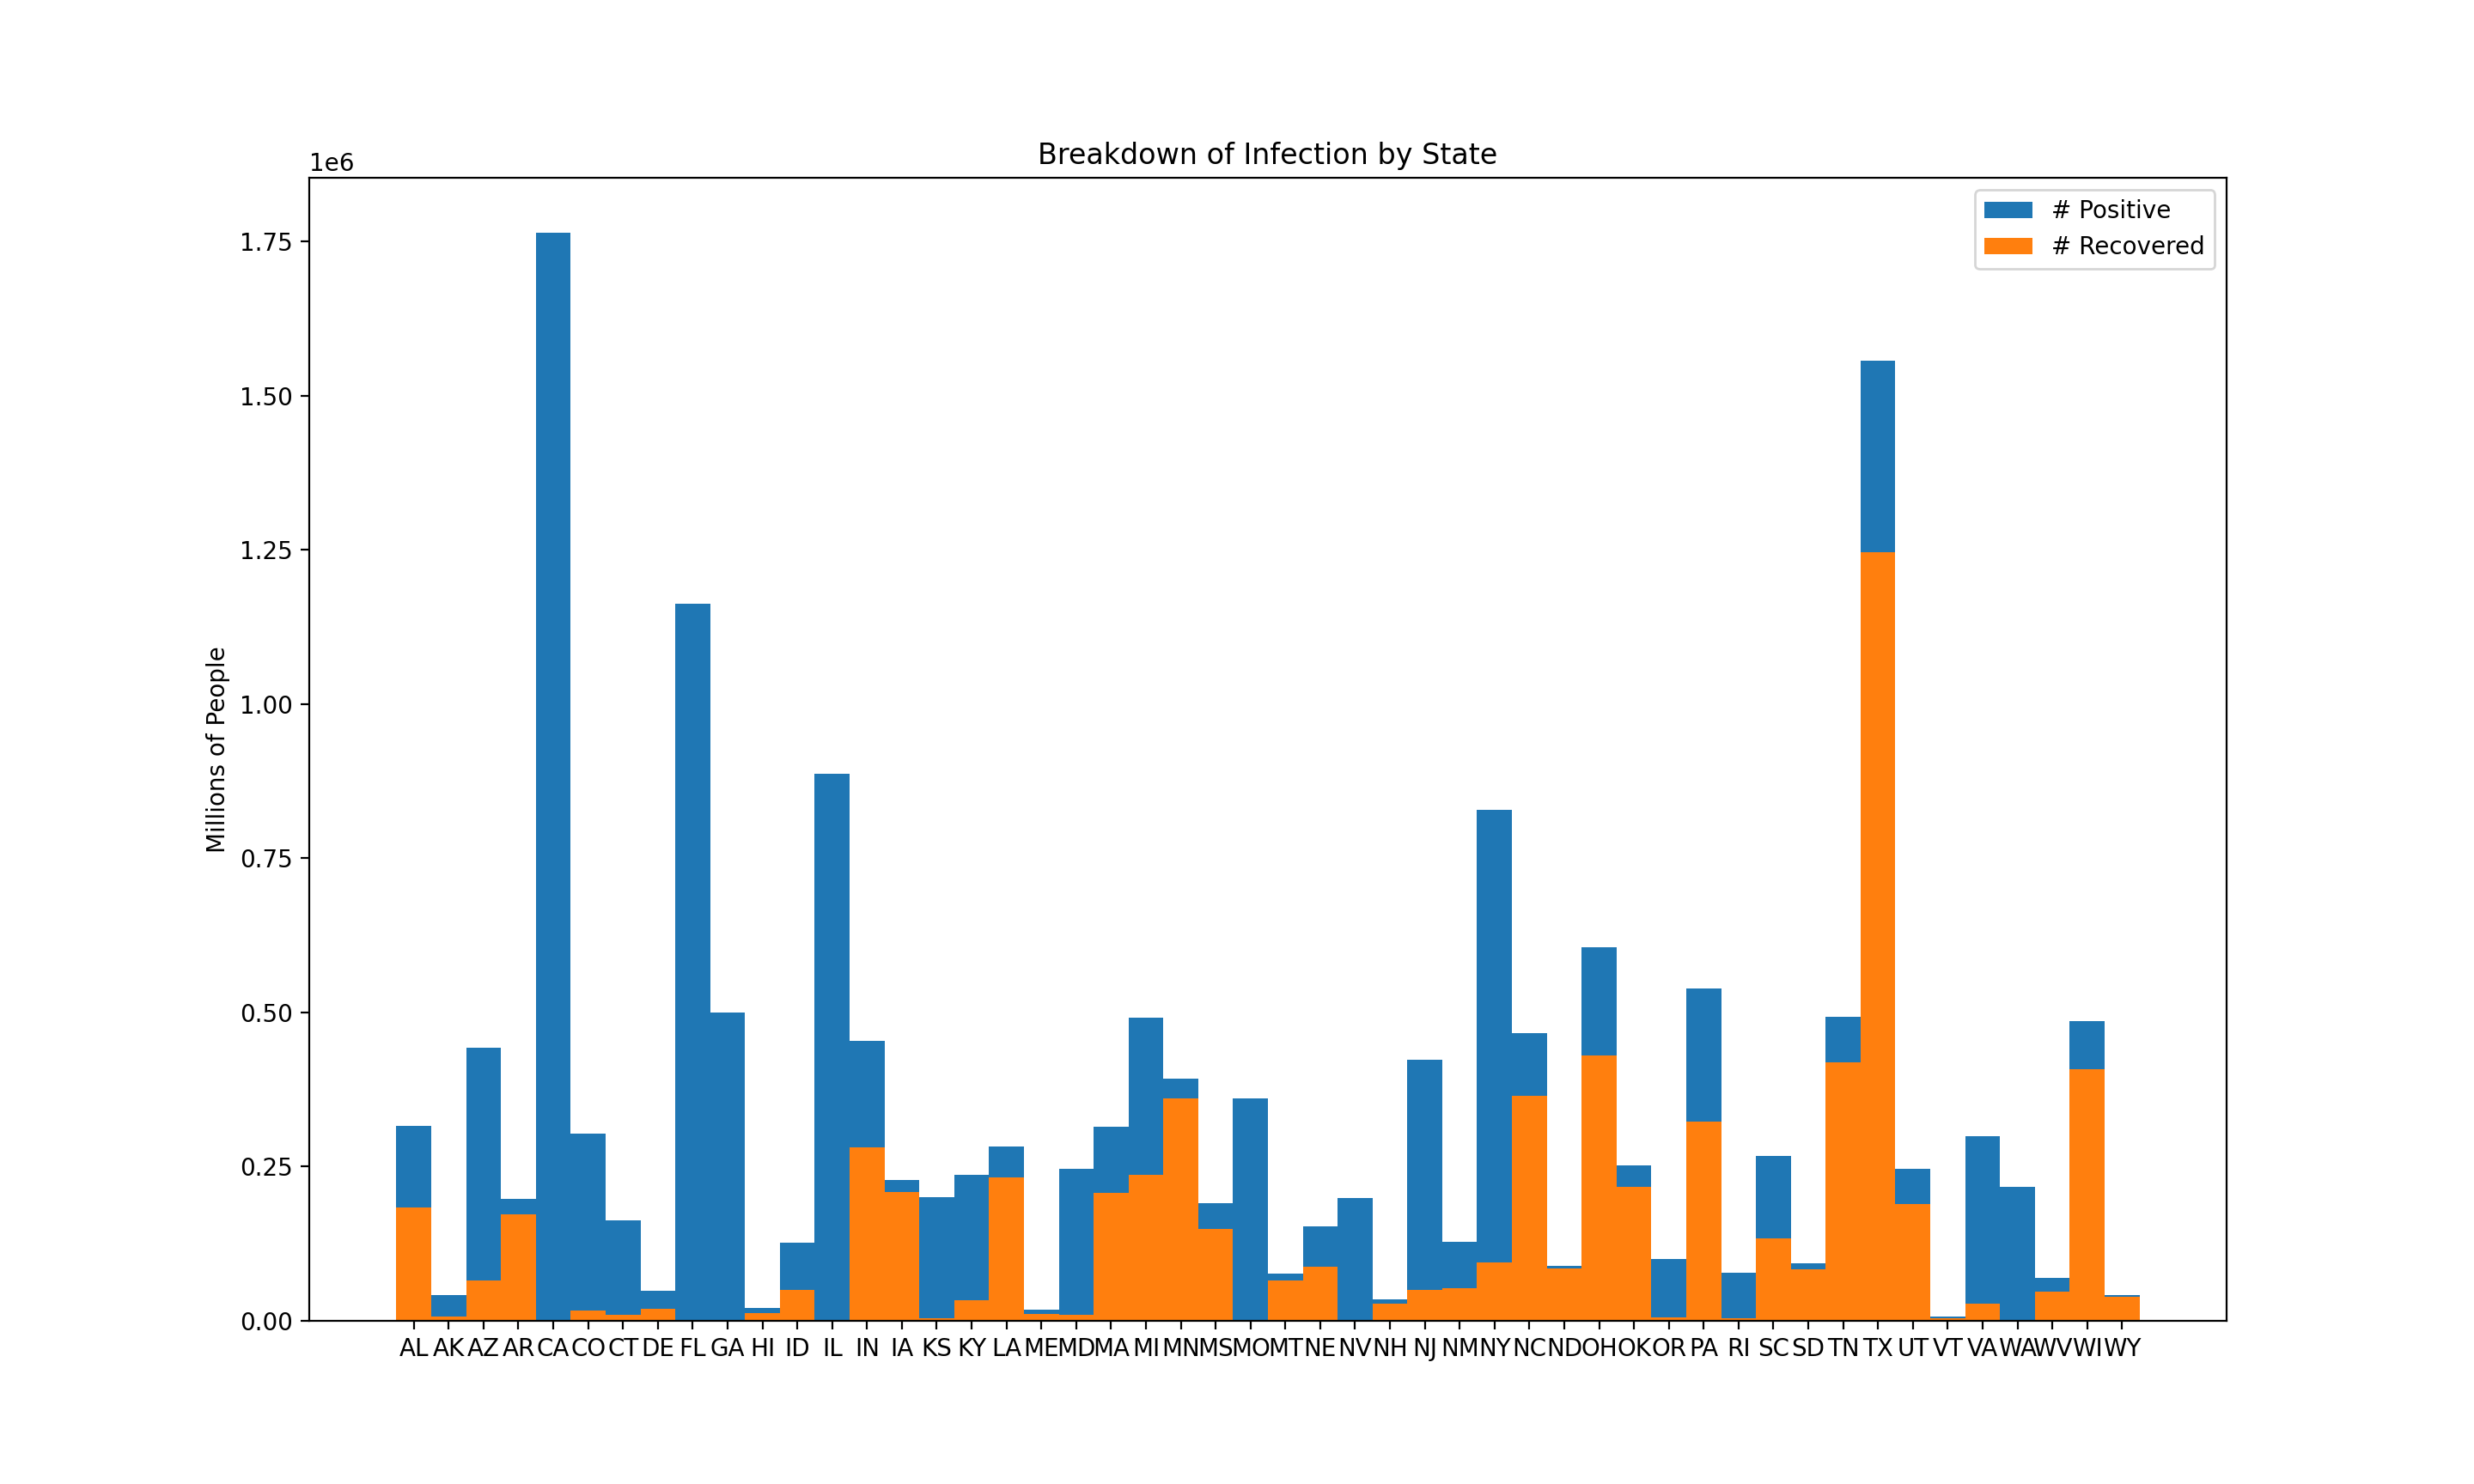 Breakdown of Infection by State
1e6
# Positive
# Recovered
1.75
1.50
1.25
1.00
0.75
0.50
0.25
0.00
Millions of People
AL AK AZ AR CA CO CT DE FL GA HI ID IL IN IA KS KY LA ME MD MA MI MN MS MO MT NE NV NH NJ NM NY NC ND OH OK OR PA RI SC SD TN TX UT VT VA WA WV WI WY